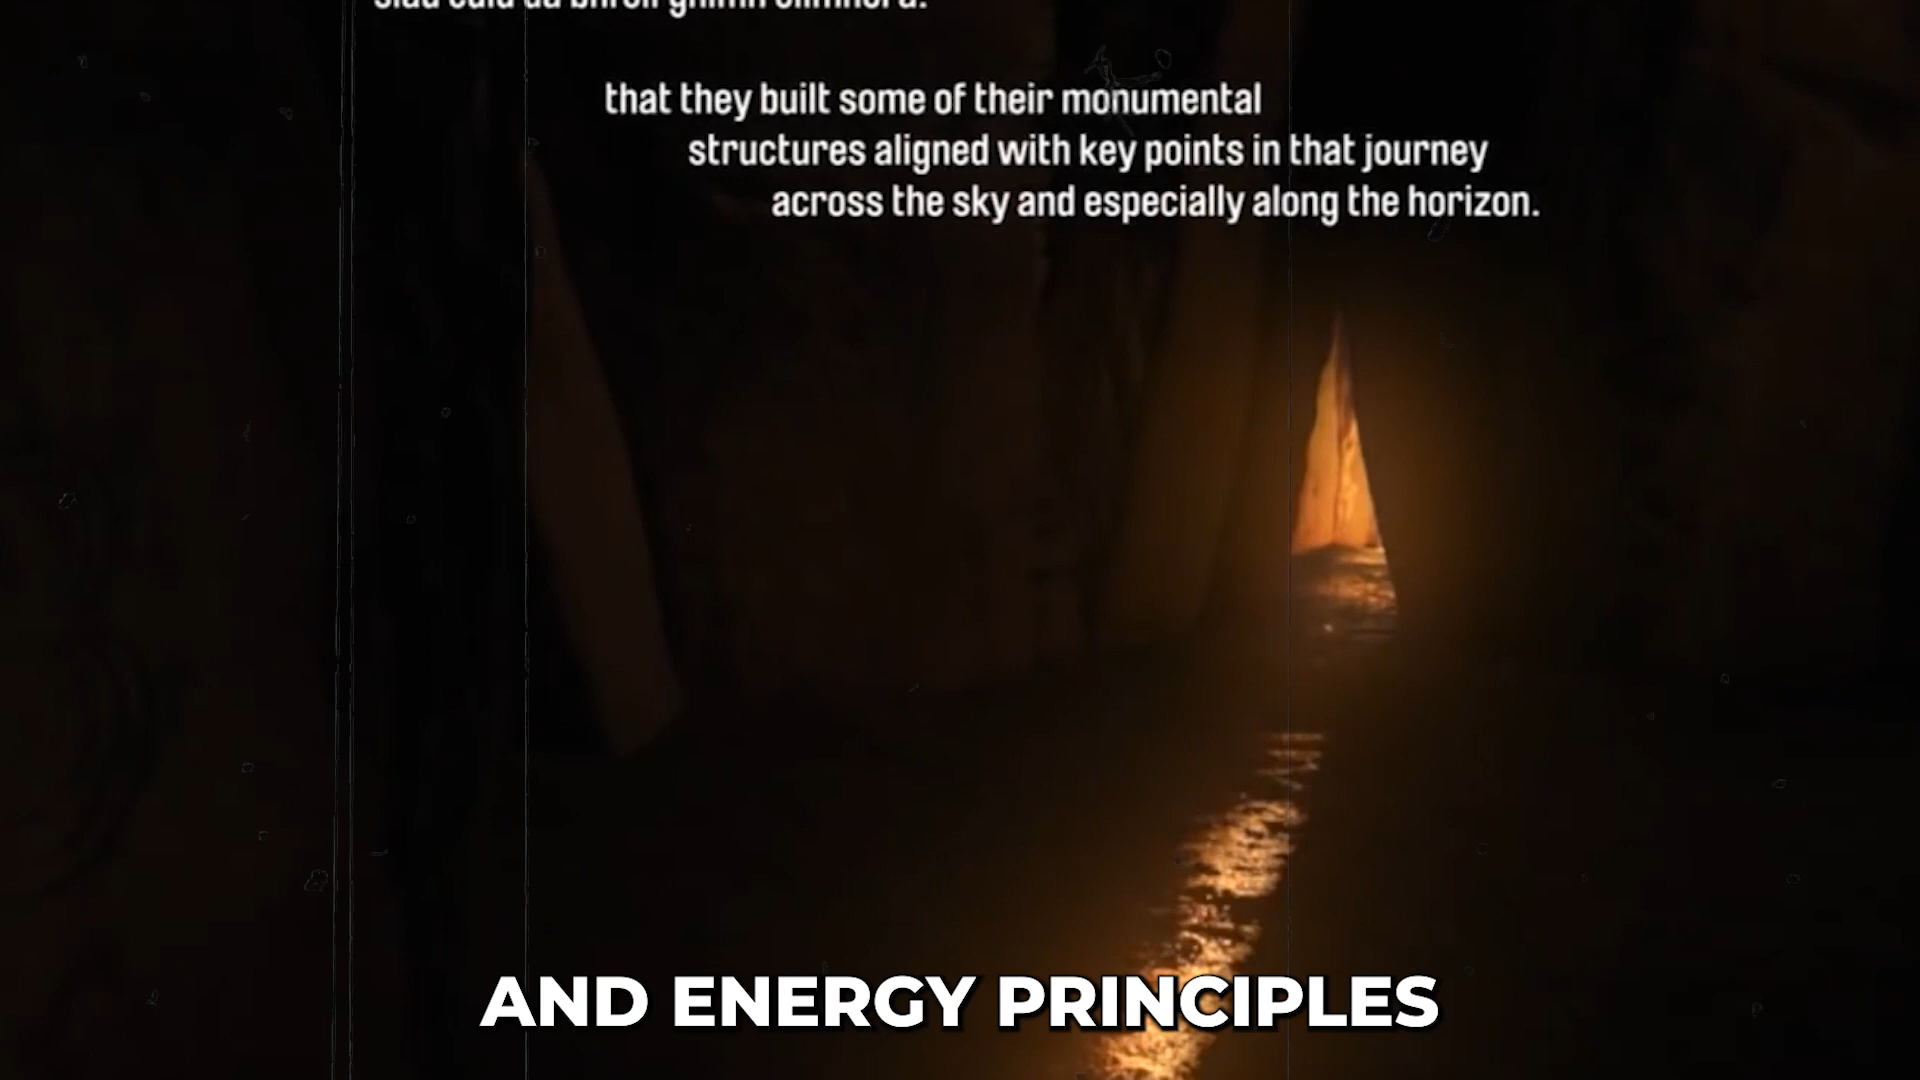 that they built some of their monumental
structures aligned with key points in that journey
across the sky and especially along the horizon.
AND ENERGY PRINCIPLES